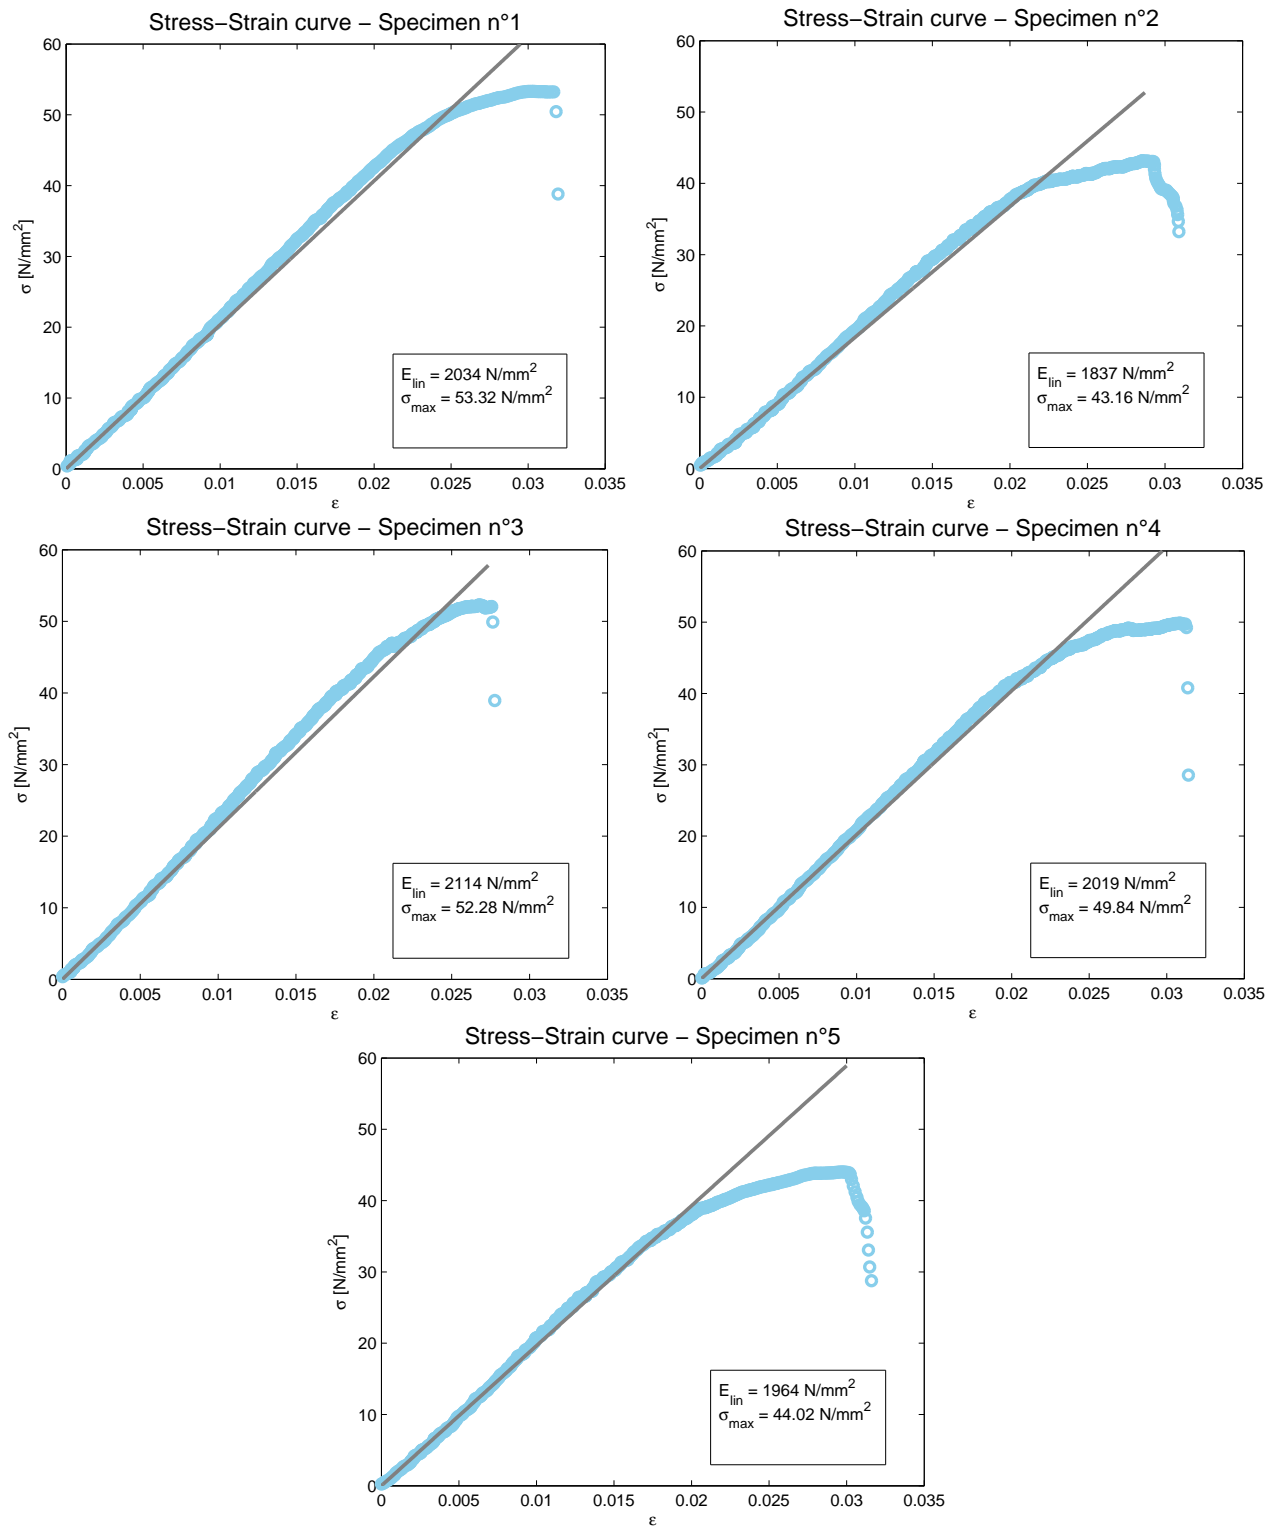 Stress–Strain curve – Specimen n°1
60
50
40
30
20
10
0
σ [N/mm²]
E_lin = 2034 N/mm²
σ_max = 53.32 N/mm²
0 0.005 0.01 0.015 0.02 0.025 0.03 0.035
ε
Stress–Strain curve – Specimen n°2
60
50
40
30
20
10
0
σ [N/mm²]
E_lin = 1837 N/mm²
σ_max = 43.16 N/mm²
0 0.005 0.01 0.015 0.02 0.025 0.03 0.035
ε
Stress–Strain curve – Specimen n°3
60
50
40
30
20
10
0
σ [N/mm²]
E_lin = 2114 N/mm²
σ_max = 52.28 N/mm²
0 0.005 0.01 0.015 0.02 0.025 0.03 0.035
ε
Stress–Strain curve – Specimen n°4
60
50
40
30
20
10
0
σ [N/mm²]
E_lin = 2019 N/mm²
σ_max = 49.84 N/mm²
0 0.005 0.01 0.015 0.02 0.025 0.03 0.035
ε
Stress–Strain curve – Specimen n°5
60
50
40
30
20
10
0
σ [N/mm²]
E_lin = 1964 N/mm²
σ_max = 44.02 N/mm²
0 0.005 0.01 0.015 0.02 0.025 0.03 0.035
ε